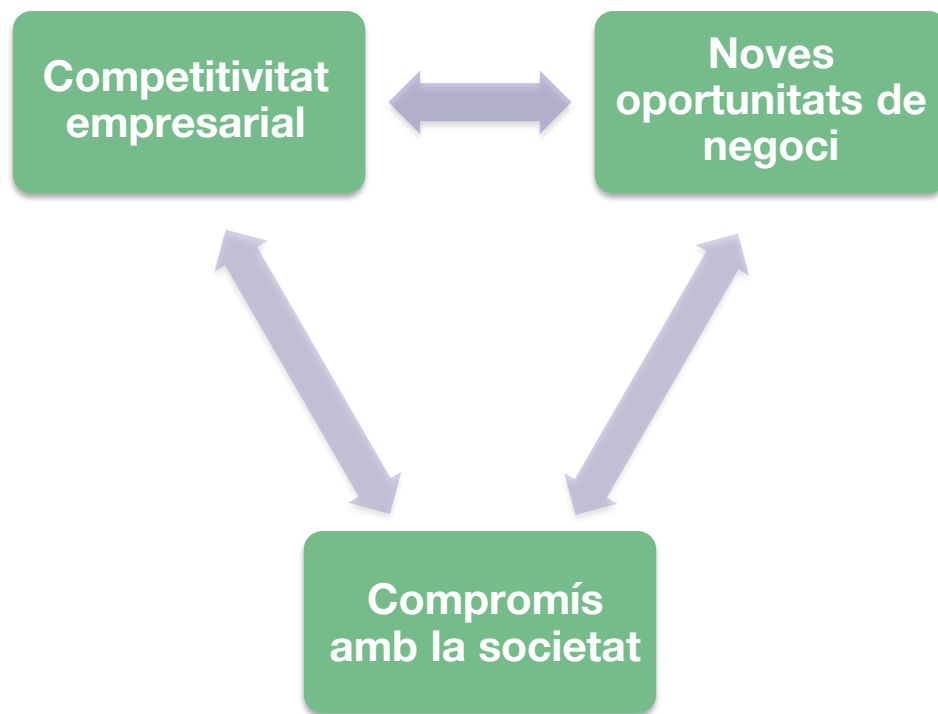 Competitivitat
empresarial
Noves
oportunitats de
negoci
Compromís
amb la societat